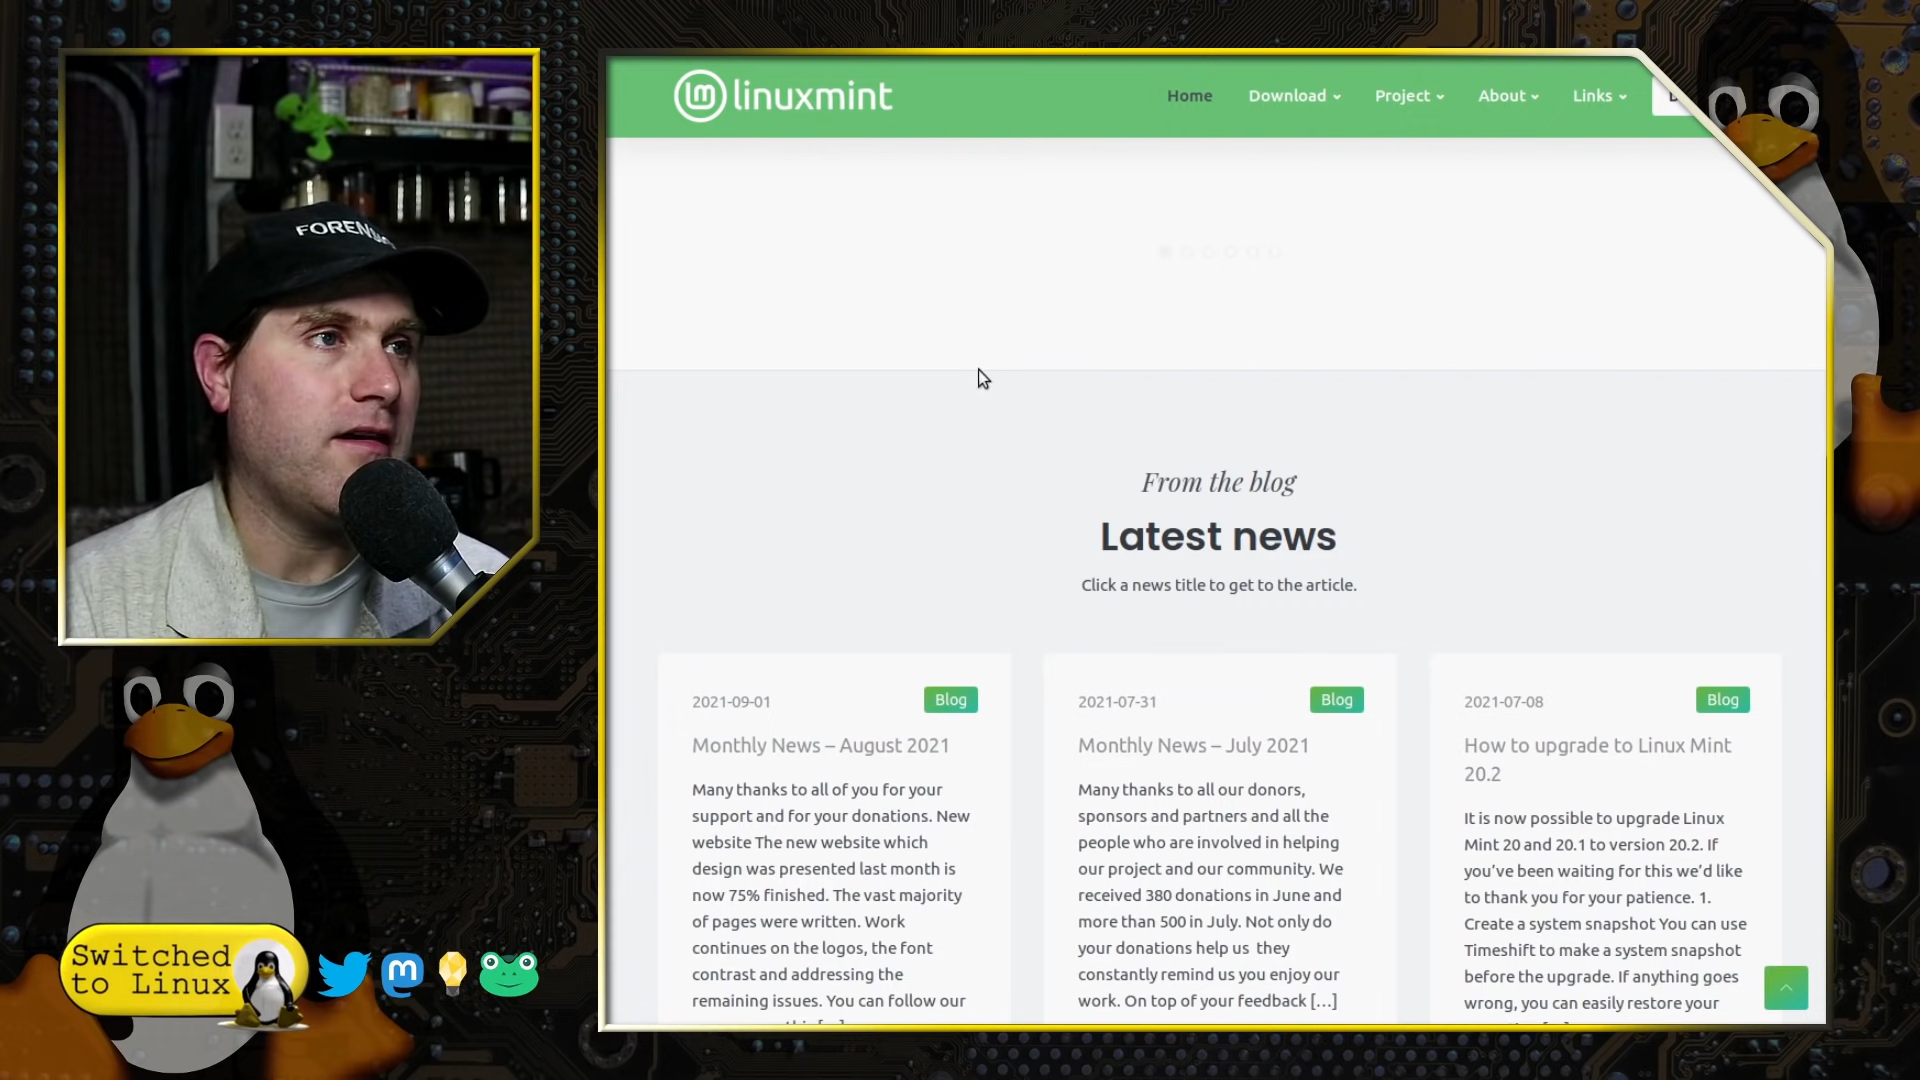 FORENSIC
linuxmint
Home
Download
Project
About
Links
From the blog
Latest news
Click a news title to get to the article.
2021-09-01
Blog
Monthly News – August 2021
Many thanks to all of you for your
support and for your donations. New
website The new website which
design was presented last month is
now 75% finished. The vast majority
of pages were written. Work
continues on the logos, the font
contrast and addressing the
remaining issues. You can follow our
2021-07-31
Blog
Monthly News – July 2021
Many thanks to all our donors,
sponsors and partners and all the
people who are involved in helping
our project and our community. We
received 380 donations in June and
more than 500 in July. Not only do
your donations help us they
constantly remind us you enjoy our
work. On top of your feedback […]
2021-07-08
Blog
How to upgrade to Linux Mint
20.2
It is now possible to upgrade Linux
Mint 20 and 20.1 to version 20.2. If
you’ve been waiting for this we’d like
to thank you for your patience. 1.
Create a system snapshot You can use
Timeshift to make a system snapshot
before the upgrade. If anything goes
wrong, you can easily restore your
Switched
to Linux